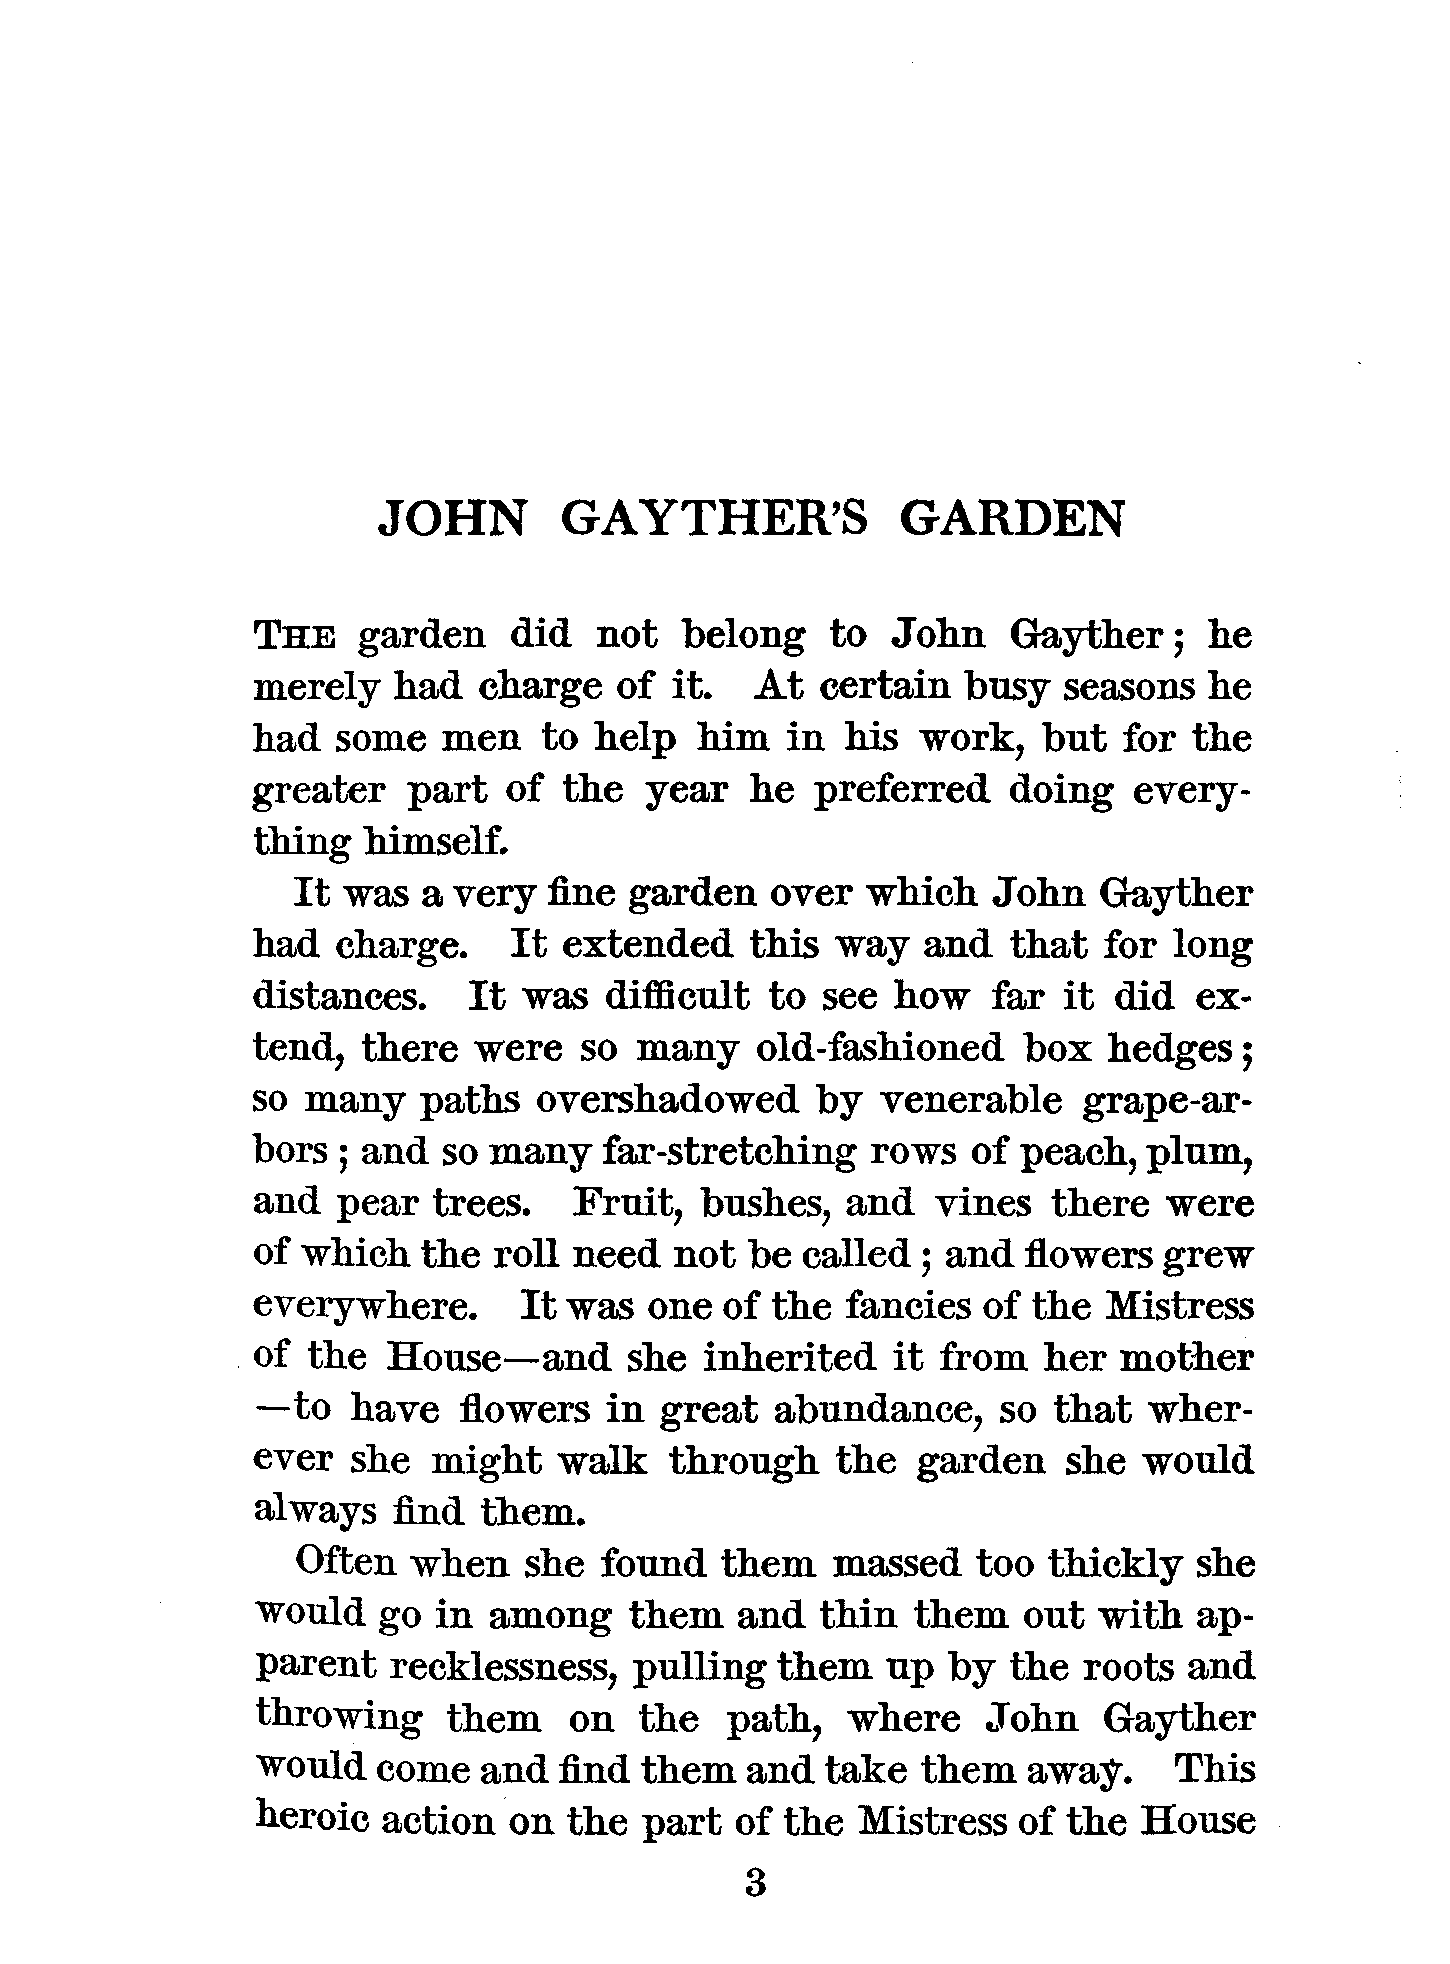 JOHN GAYTHER'S GARDEN
THE garden did not belong to John Gayther; he
merely had charge of it. At certain busy seasons he
had some men to help him in his work, but for the
greater part of the year he preferred doing every-
thing himself.
It was a very fine garden over which John Gayther
had charge. It extended this way and that for long
distances. It was difficult to see how far it did ex-
tend, there were so many old-fashioned box hedges;
so many paths overshadowed by venerable grape-ar-
bors; and so many far-stretching rows of peach, plum,
and pear trees. Fruit, bushes, and vines there were
of which the roll need not be called; and flowers grew
everywhere. It was one of the fancies of the Mistress
of the House—and she inherited it from her mother
—to have flowers in great abundance, so that wher-
ever she might walk through the garden she would
always find them.
Often when she found them massed too thickly she
would go in among them and thin them out with ap-
parent recklessness, pulling them up by the roots and
throwing them on the path, where John Gayther
would come and find them and take them away. This
heroic action on the part of the Mistress of the House
3